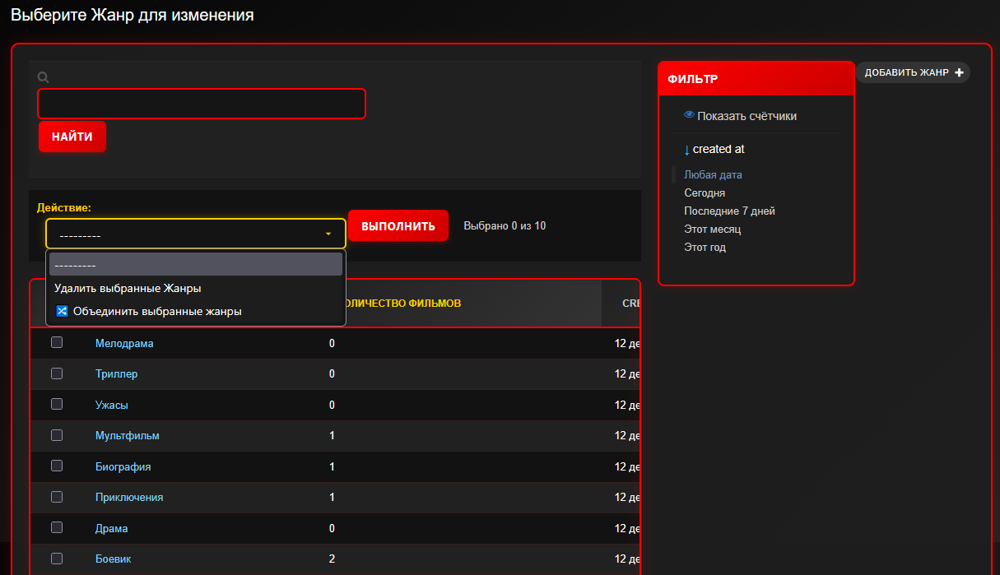 Выберите Жанр для изменения
ФИЛЬТР
ДОБАВИТЬ ЖАНР
НАЙТИ
Показать счётчики
↓ created at
Любая дата
Сегодня
Последние 7 дней
Этот месяц
Этот год
Действие:
---------
ВЫПОЛНИТЬ
Выбрано 0 из 10
---------
Удалить выбранные Жанры
Объединить выбранные жанры
ОЛИЧЕСТВО ФИЛЬМОВ CRE
Мелодрама 0 12 де
Триллер 0 12 де
Ужасы 0 12 де
Мультфильм 1 12 де
Биография 1 12 де
Приключения 1 12 де
Драма 0 12 де
Боевик 2 12 де